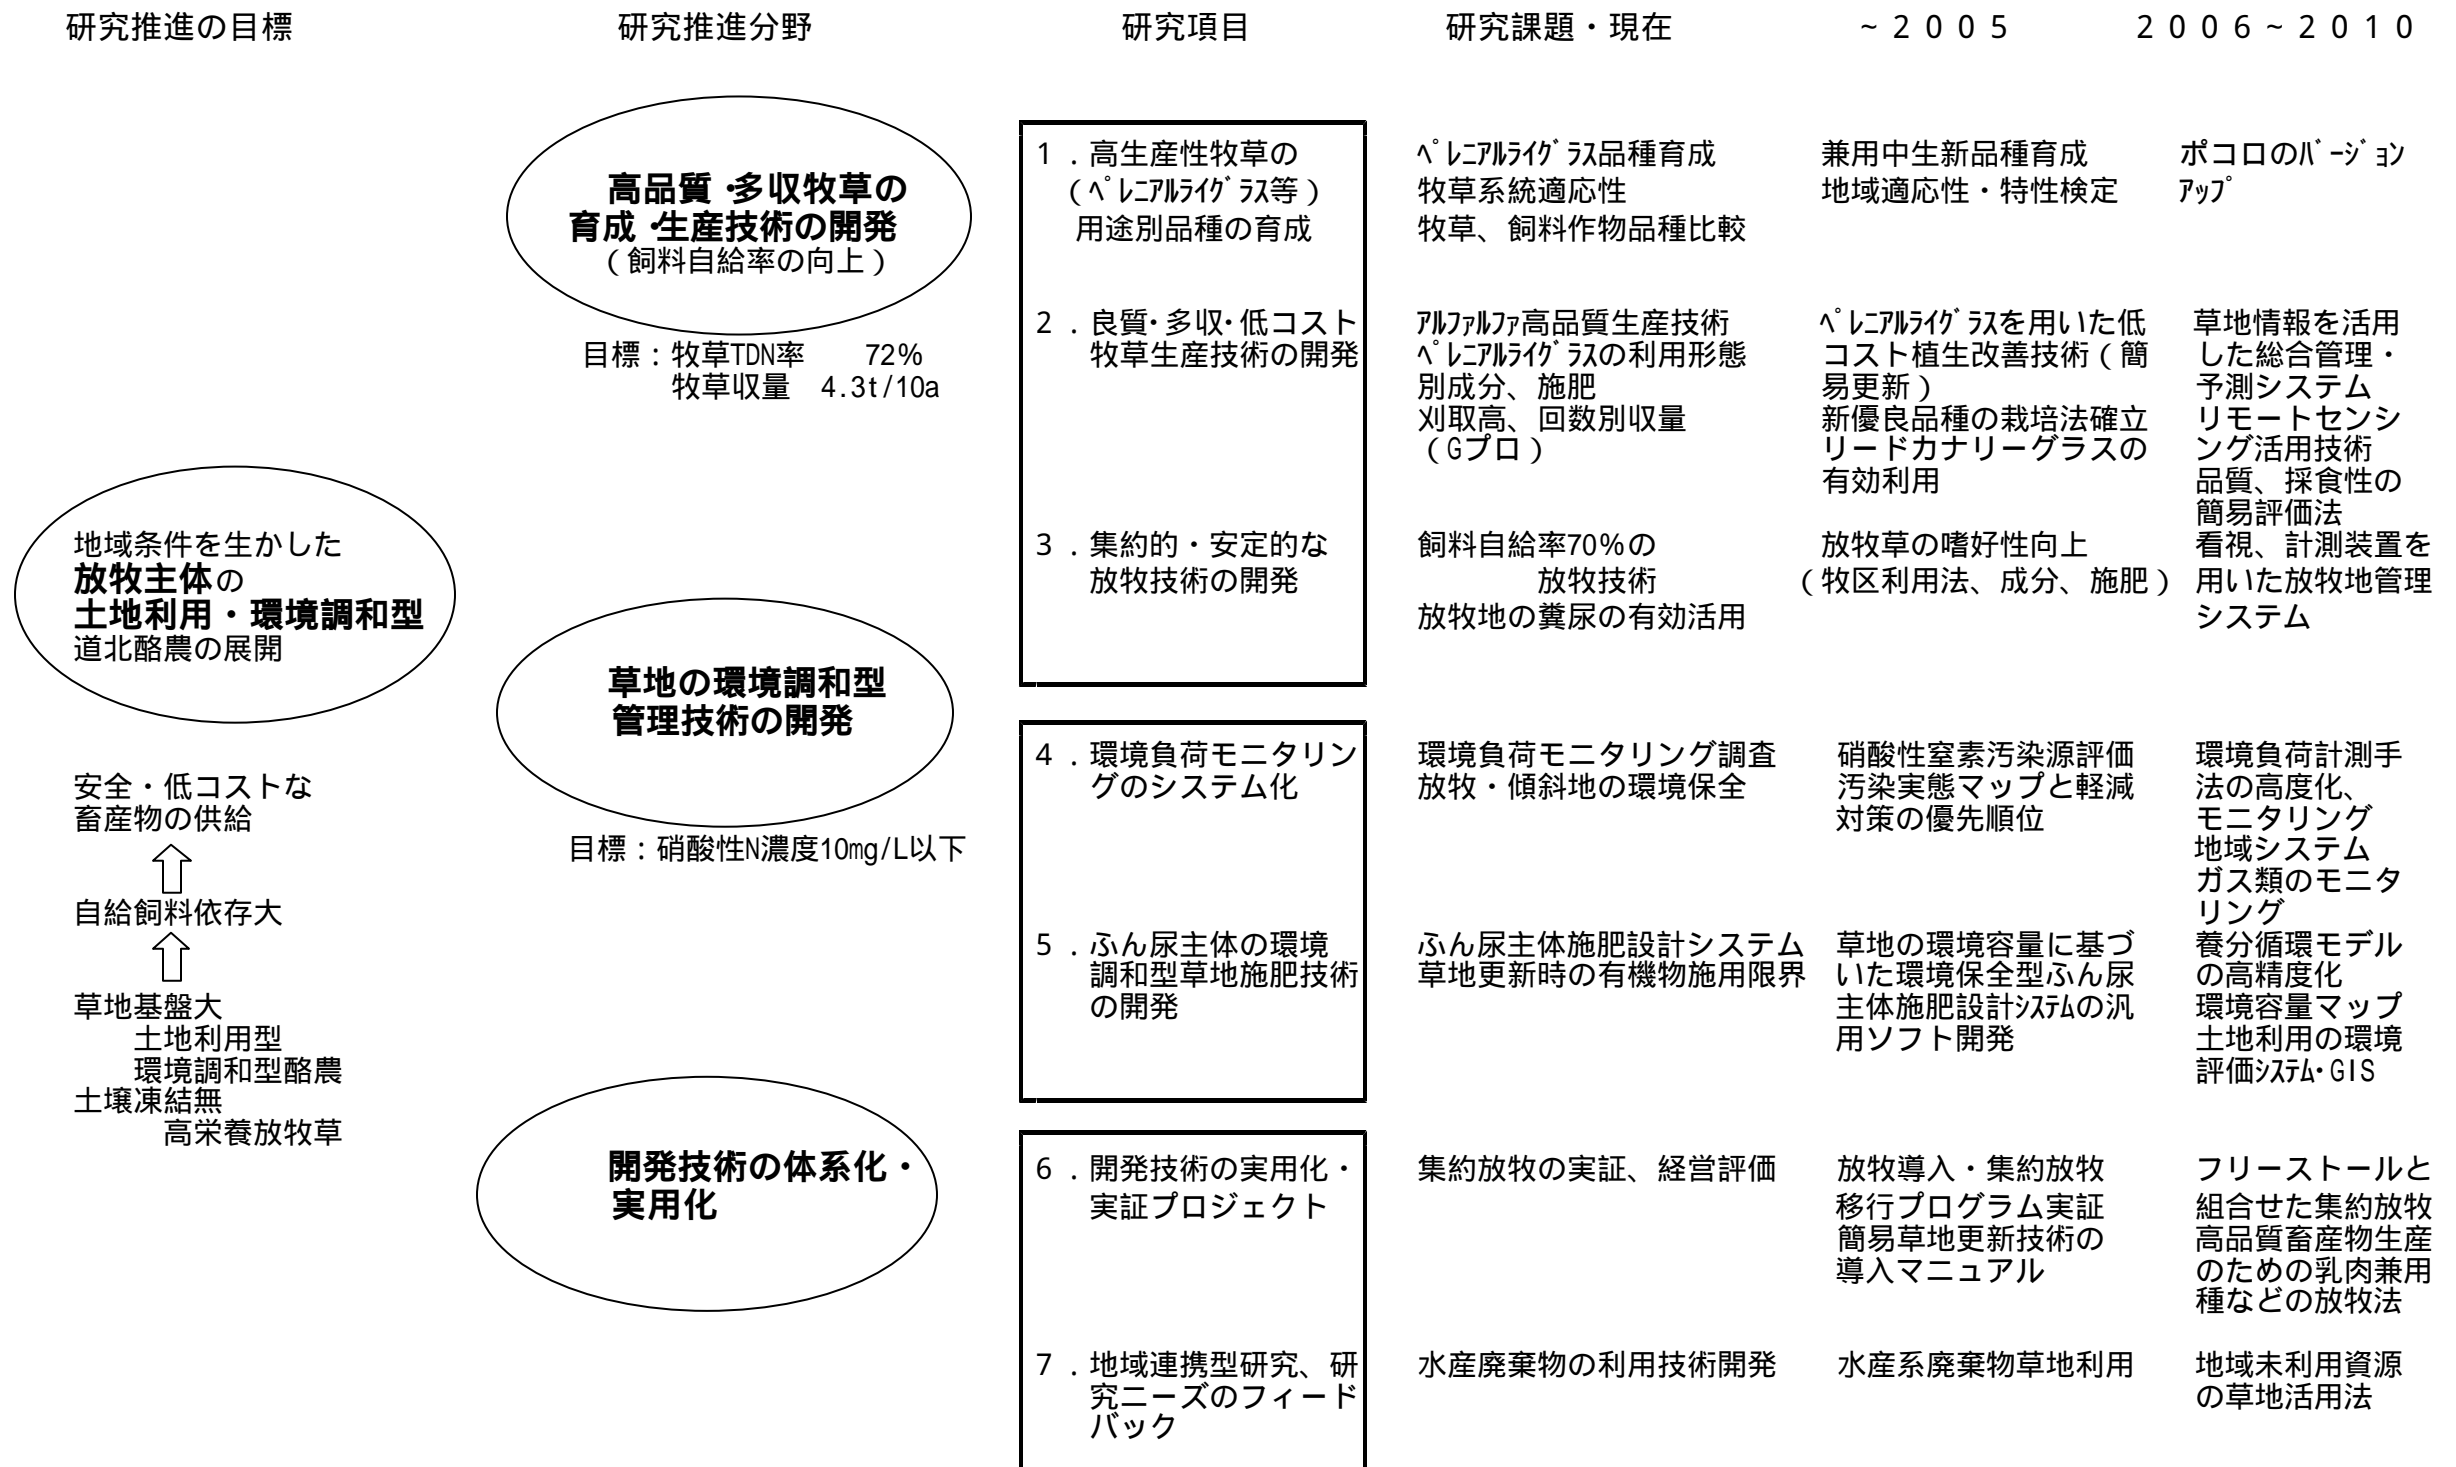 研究推進の目標
研究推進分野
研究項目
研究課題・現在
~2005
2006~2010
地域条件を生かした
放牧主体の
土地利用・環境調和型
道北酪農の展開
安全・低コストな
畜産物の供給
自給飼料依存大
草地基盤大
土地利用型
環境調和型酪農
土壌凍結無
高栄養放牧草
高品質・多収牧草の
育成・生産技術の開発
(飼料自給率の向上)
目標:牧草TDN率 72%
牧草収量 4.3t/10a
草地の環境調和型
管理技術の開発
目標:硝酸性N濃度10mg/L以下
開発技術の体系化・
実用化
1.高生産性牧草の
(ペレニアルライグラス等)
用途別品種の育成
ペレニアルライグラス品種育成
牧草系統適応性
牧草、飼料作物品種比較
兼用中生新品種育成
地域適応性・特性検定
ポコロのバージョン
アップ
2.良質・多収・低コスト
牧草生産技術の開発
アルファルファ高品質生産技術
ペレニアルライグラスの利用形態
別成分、施肥
刈取高、回数別収量
(Gプロ)
ペレニアルライグラスを用いた低
コスト植生改善技術(簡
易更新)
新優良品種の栽培法確立
リードカナリーグラスの
有効利用
草地情報を活用
した総合管理・
予測システム
リモートセンシ
ング活用技術
品質、採食性の
簡易評価法
3.集約的・安定的な
放牧技術の開発
飼料自給率70%の
放牧技術
放牧地の糞尿の有効活用
放牧草の嗜好性向上
(牧区利用法、成分、施肥)
看視、計測装置を
用いた放牧地管理
システム
4.環境負荷モニタリン
グのシステム化
環境負荷モニタリング調査
放牧・傾斜地の環境保全
硝酸性窒素汚染源評価
汚染実態マップと軽減
対策の優先順位
環境負荷計測手
法の高度化、
モニタリング
地域システム
ガス類のモニタ
リング
5.ふん尿主体の環境
調和型草地施肥技術
の開発
ふん尿主体施肥設計システム
草地更新時の有機物施用限界
草地の環境容量に基づ
いた環境保全型ふん尿
主体施肥設計システムの汎
用ソフト開発
養分循環モデル
の高精度化
環境容量マップ
土地利用の環境
評価システム・GIS
6.開発技術の実用化・
実証プロジェクト
集約放牧の実証、経営評価
放牧導入・集約放牧
移行プログラム実証
簡易草地更新技術の
導入マニュアル
フリーストールと
組合せた集約放牧
高品質畜産物生産
のための乳肉兼用
種などの放牧法
7.地域連携型研究、研
究ニーズのフィード
バック
水産廃棄物の利用技術開発
水産系廃棄物草地利用
地域未利用資源
の草地活用法